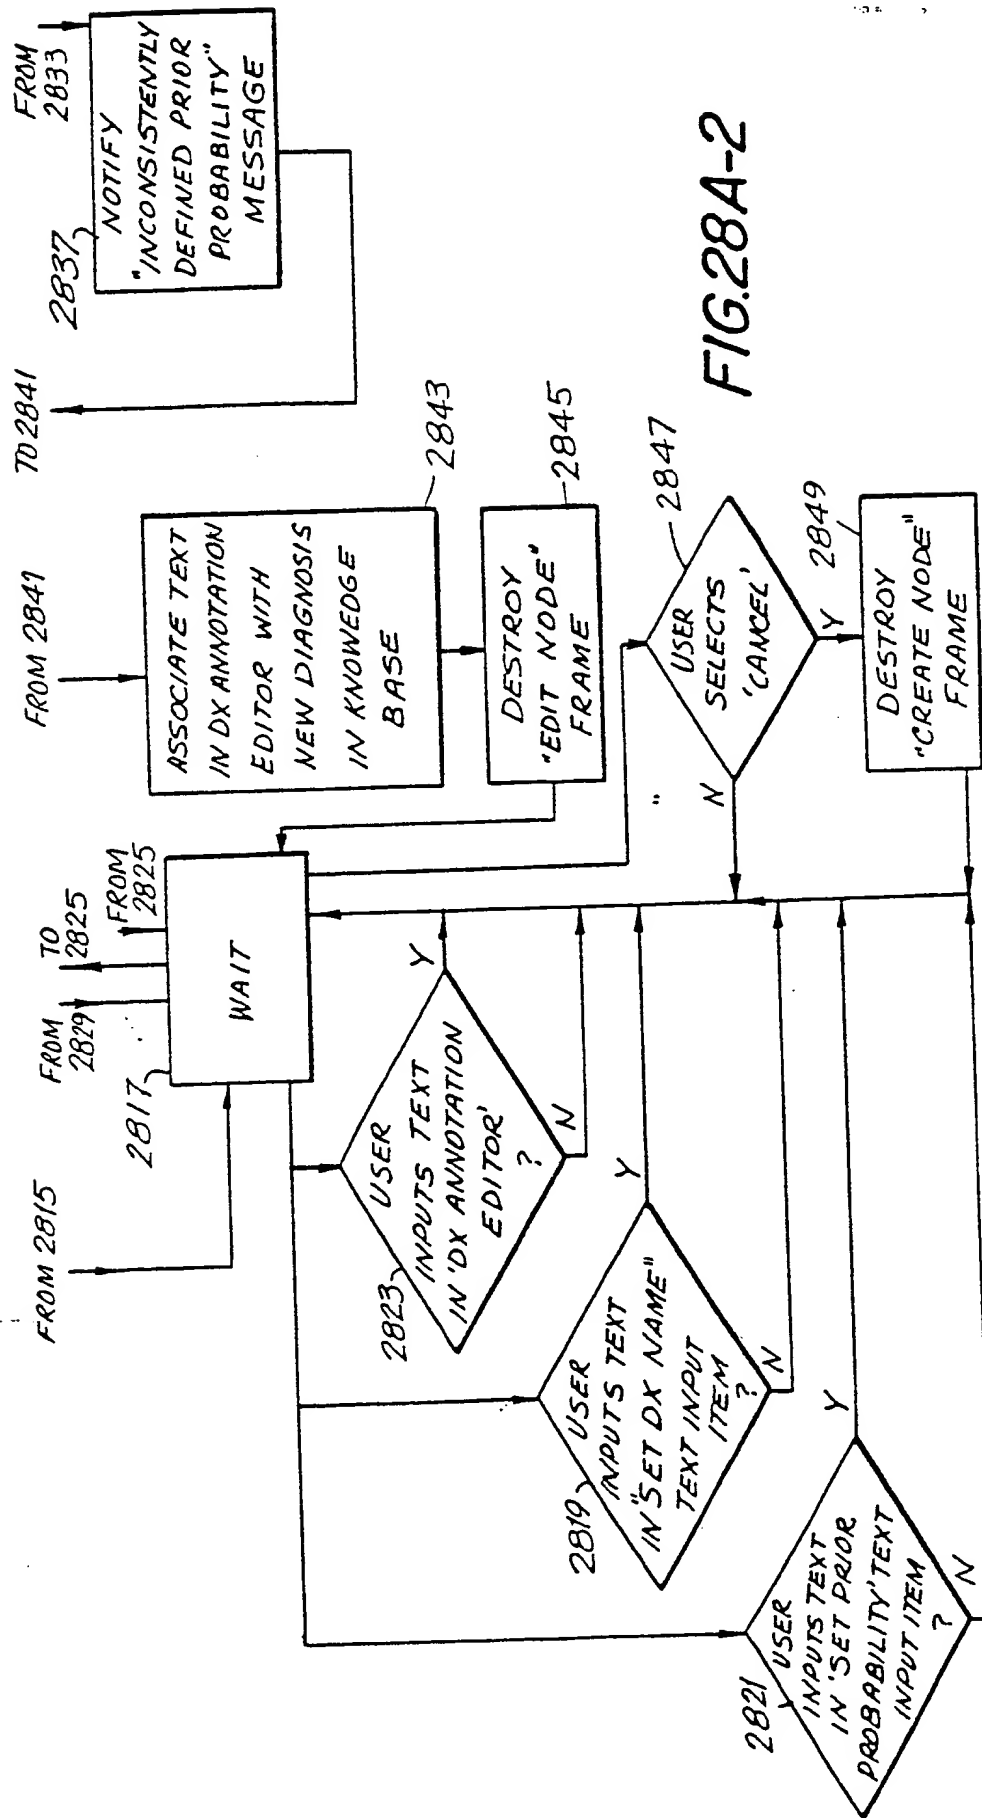 FROM
2833
2837
NOTIFY
"INCONSISTENTLY
DEFINED PRIOR
PROBABILITY"
MESSAGE
TO 2841
FROM 2841
ASSOCIATE TEXT
IN DX ANNOTATION
EDITOR WITH
NEW DIAGNOSIS
IN KNOWEDGE
BASE
2843
DESTROY
"EDIT NODE"
FRAME
2845
USER
SELECTS
'CANCEL'
2847
N
Y
2849
DESTROY
"CREATE NODE"
FRAME
FIG.28A-2
FROM 2815
2817
FROM
2829
TO
2825
FROM
2825
WAIT
2823
USER
INPUTS TEXT
IN 'DX ANNOTATION
EDITOR'
?
Y
N
2819
USER
INPUTS TEXT
IN "SET DX NAME"
TEXT INPUT
ITEM
?
Y
N
2821
USER
INPUTS TEXT
IN 'SET PRIOR
PROBABILITY' TEXT
INPUT ITEM
?
Y
N